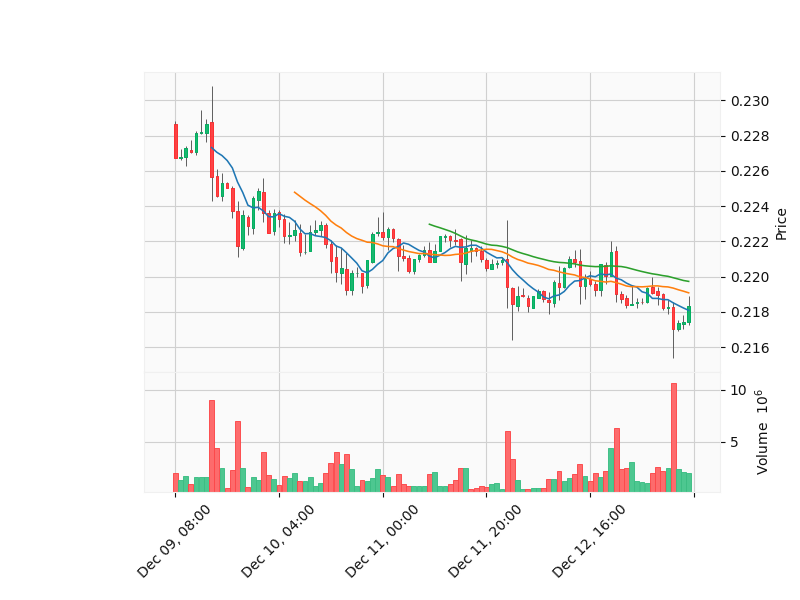 0.230
0.228
0.226
0.224
0.222
0.220
0.218
0.216
Price
10
5
Volume 10⁶
Dec 09, 08:00
Dec 10, 04:00
Dec 11, 00:00
Dec 11, 20:00
Dec 12, 16:00